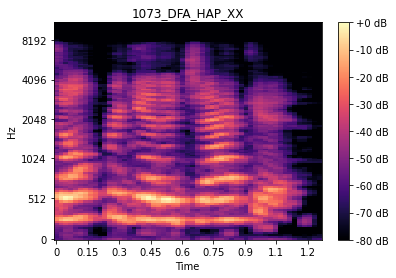 1073_DFA_HAP_XX
8192
4096
2048
1024
512
0
Hz
0 0.15 0.3 0.45 0.6 0.75 0.9 1.1 1.2
Time
+0 dB
-10 dB
-20 dB
-30 dB
-40 dB
-50 dB
-60 dB
-70 dB
-80 dB